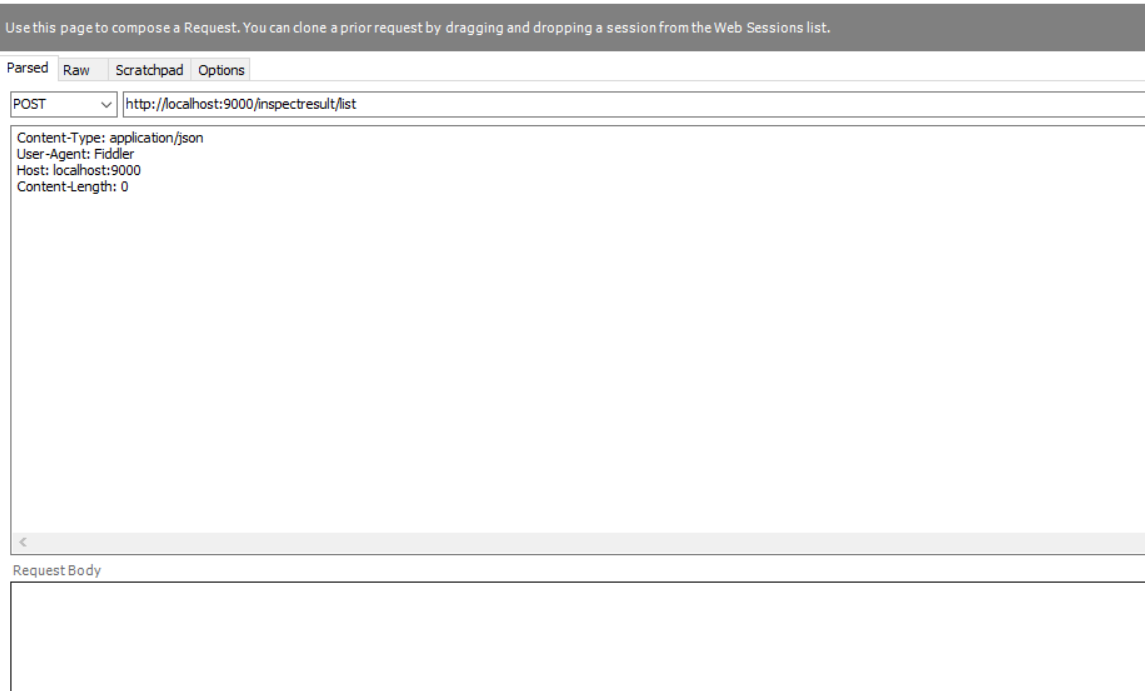 Use this page to compose a Request. You can clone a prior request by dragging and dropping a session from the Web Sessions list.
Parsed Raw Scratchpad Options
POST http://localhost:9000/inspectresult/list
Content-Type: application/json
User-Agent: Fiddler
Host: localhost:9000
Content-Length: 0
Request Body